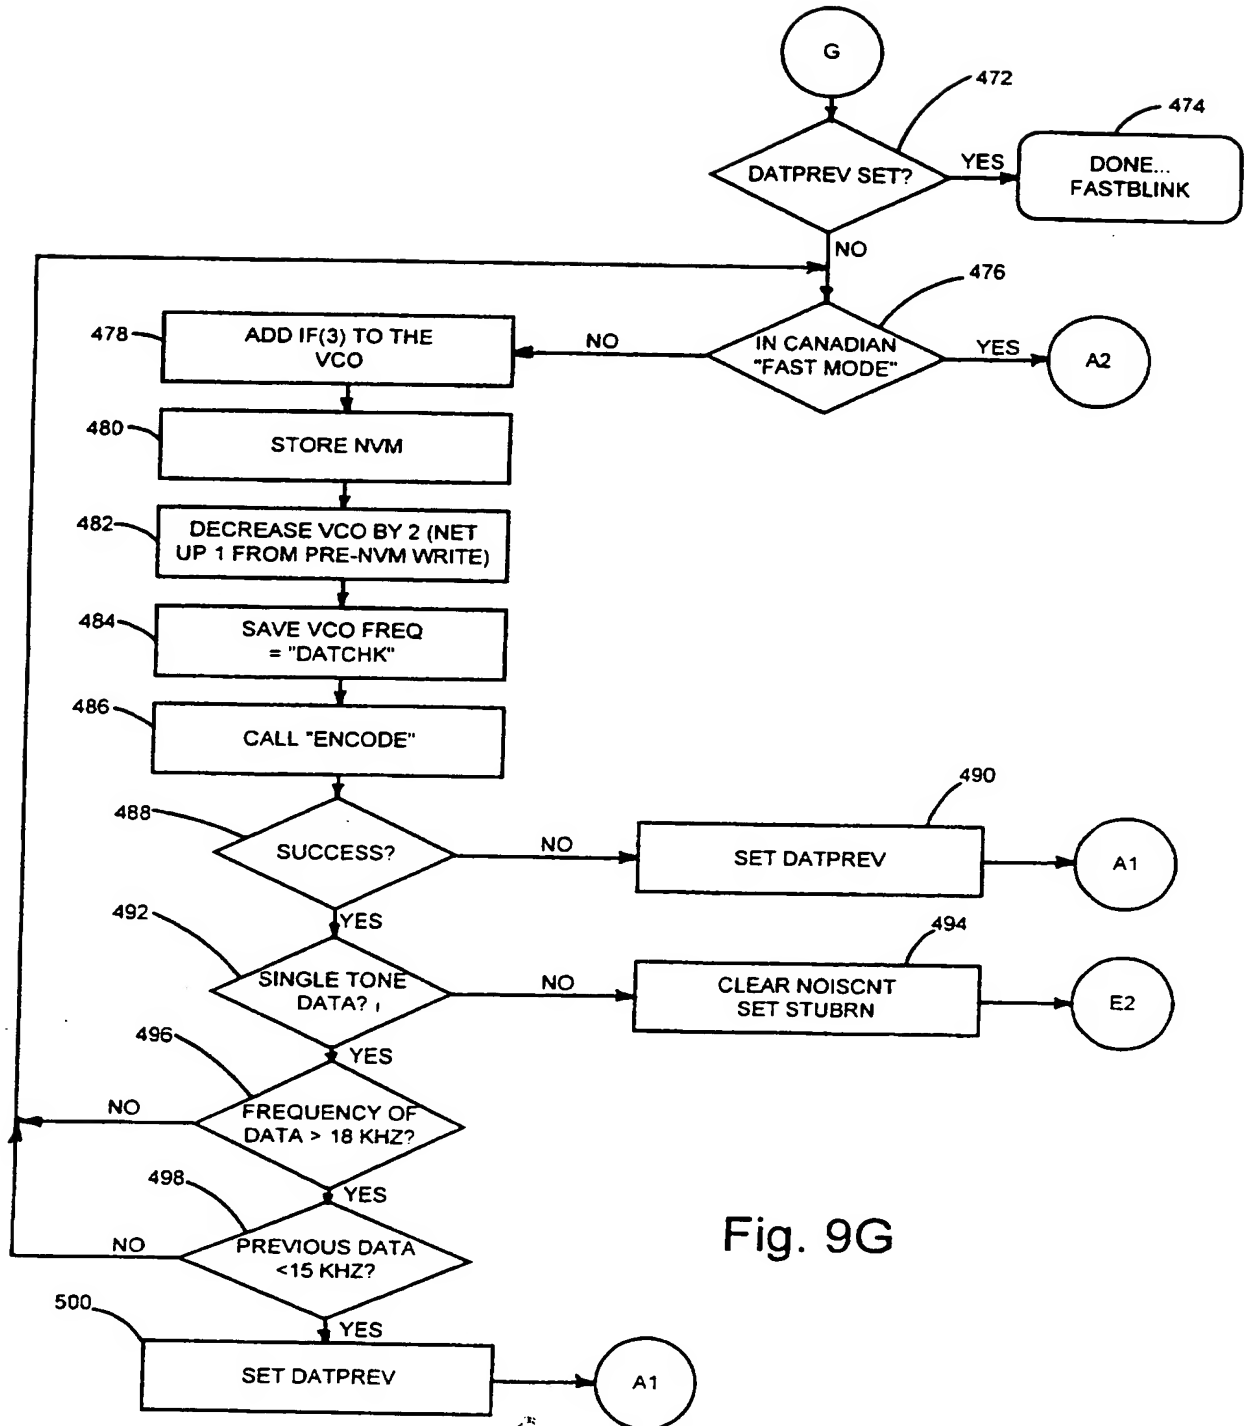 G
472
474
DATPREV SET?
YES
DONE...
FASTBLINK
NO
476
478
ADD IF(3) TO THE
VCO
NO
IN CANADIAN
"FAST MODE"
YES
A2
480
STORE NVM
482
DECREASE VCO BY 2 (NET
UP 1 FROM PRE-NVM WRITE)
484
SAVE VCO FREQ
= "DATCHK"
486
CALL "ENCODE"
488
SUCCESS?
NO
490
SET DATPREV
A1
YES
492
SINGLE TONE
DATA?
NO
494
CLEAR NOISCNT
SET STUBRN
E2
YES
496
FREQUENCY OF
DATA > 18 KHZ?
NO
YES
498
PREVIOUS DATA
<15 KHZ?
NO
Fig. 9G
YES
500
SET DATPREV
A1